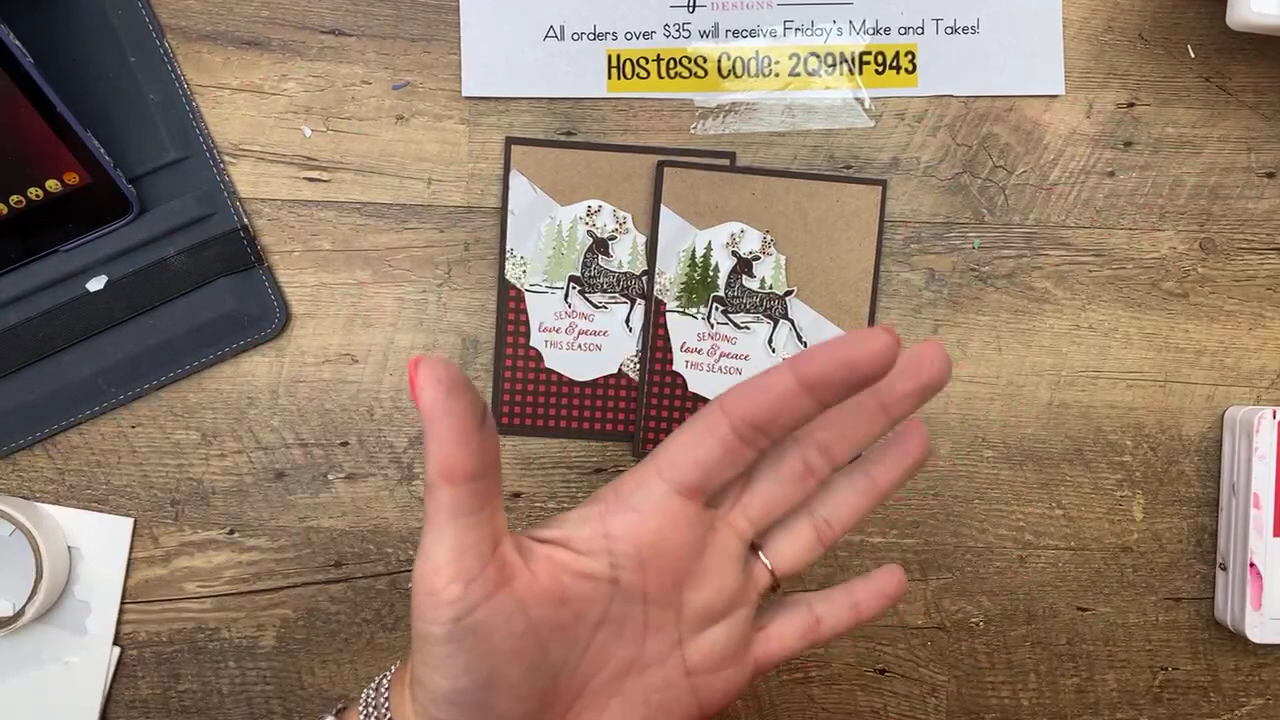 DESIGNS
All orders over $35 will receive Friday's Make and Takes!
Hostess Code: 2Q9NF943
SENDING
love & peace
THIS SEASON
SENDING
love & peace
THIS SEASON